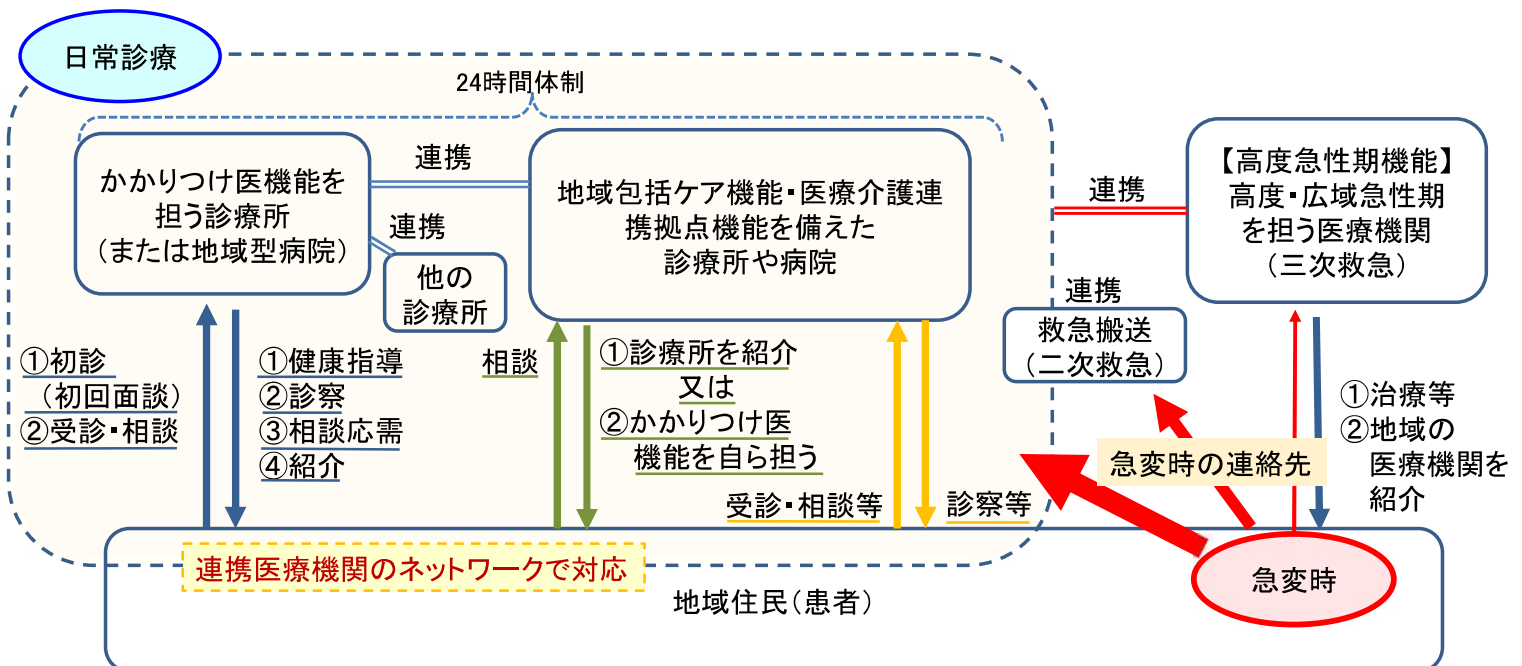 日常診療
24時間体制
かかりつけ医機能を
担う診療所
（または地域型病院）
連携
連携
他の
診療所
地域包括ケア機能・医療介護連
携拠点機能を備えた
診療所や病院
連携
【高度急性期機能】
高度・広域急性期
を担う医療機関
（三次救急）
連携
救急搬送
（二次救急）
①初診
（初回面談）
②受診・相談
①健康指導
②診察
③相談応需
④紹介
相談
①診療所を紹介
又は
②かかりつけ医
機能を自ら担う
受診・相談等
診察等
急変時の連絡先
①治療等
②地域の
医療機関を
紹介
連携医療機関のネットワークで対応
地域住民（患者）
急変時